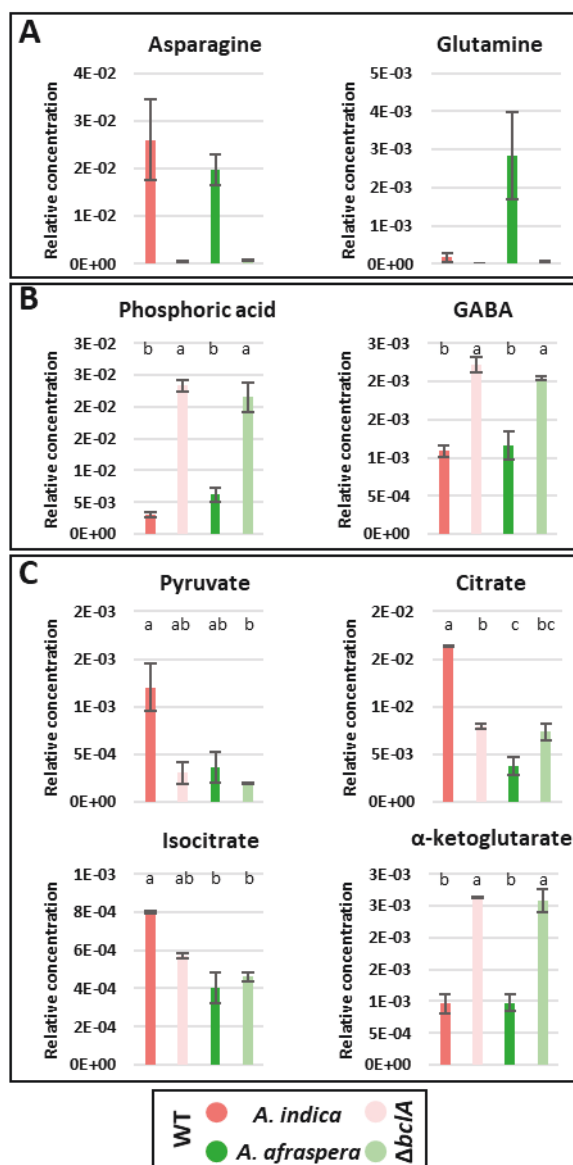 A
Asparagine
Glutamine
Relative concentration
4E-02
3E-02
2E-02
1E-02
0E+00
Relative concentration
5E-03
3E-03
3E-03
1E-03
0E+00
B
Phosphoric acid
GABA
Relative concentration
3E-02
3E-02
2E-02
2E-02
1E-02
5E-03
0E+00
b a b a
Relative concentration
3E-03
2E-03
1E-03
5E-04
0E+00
b a b a
C
Pyruvate
Citrate
Relative concentration
2E-03
2E-03
1E-03
5E-04
0E+00
a ab ab b
Relative concentration
2E-02
2E-02
1E-02
5E-03
0E+00
a b c bc
Isocitrate
α-ketoglutarate
Relative concentration
1E-03
8E-04
6E-04
4E-04
2E-04
0E+00
a ab b b
Relative concentration
3E-03
3E-03
2E-03
2E-03
1E-03
5E-04
0E+00
b a b a
WT
A. indica
A. afraspera
ΔbclA